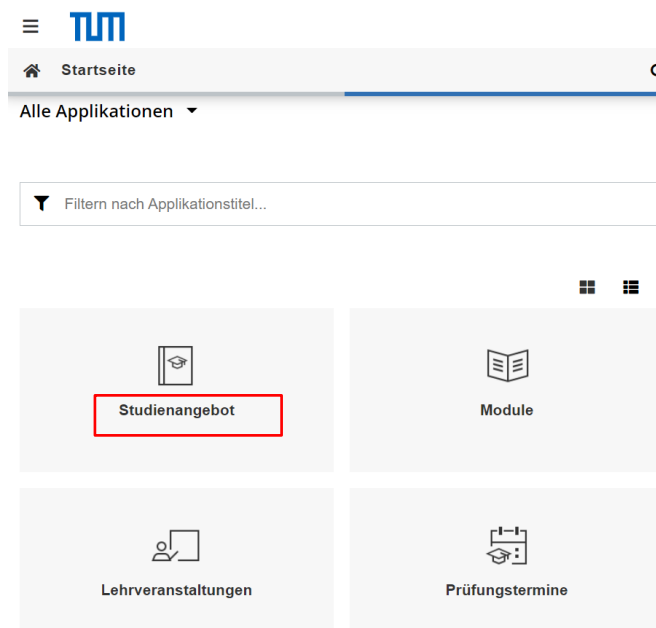 TUM
Startseite
Alle Applikationen
Filtern nach Applikationstitel...
Studienangebot
Module
Lehrveranstaltungen
Prüfungstermine